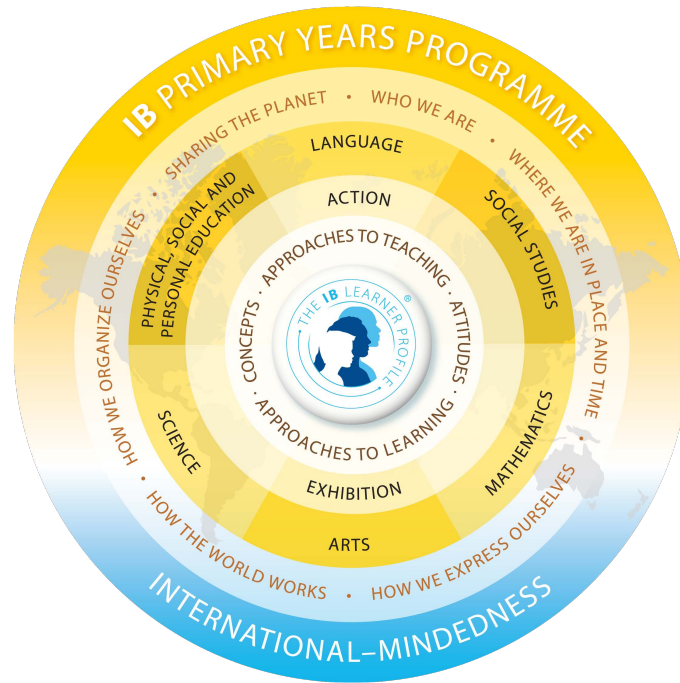 IB PRIMARY YEARS PROGRAMME
SHARING THE PLANET • WHO WE ARE • WHERE WE ARE IN PLACE AND TIME • HOW WE EXPRESS OURSELVES • HOW THE WORLD WORKS • HOW WE ORGANIZE OURSELVES •
LANGUAGE
SOCIAL STUDIES
MATHEMATICS
ARTS
SCIENCE
PHYSICAL, SOCIAL AND
PERSONAL EDUCATION
ACTION
EXHIBITION
APPROACHES TO TEACHING · ATTITUDES · APPROACHES TO LEARNING · CONCEPTS ·
• THE IB LEARNER PROFILE • ®
INTERNATIONAL–MINDEDNESS